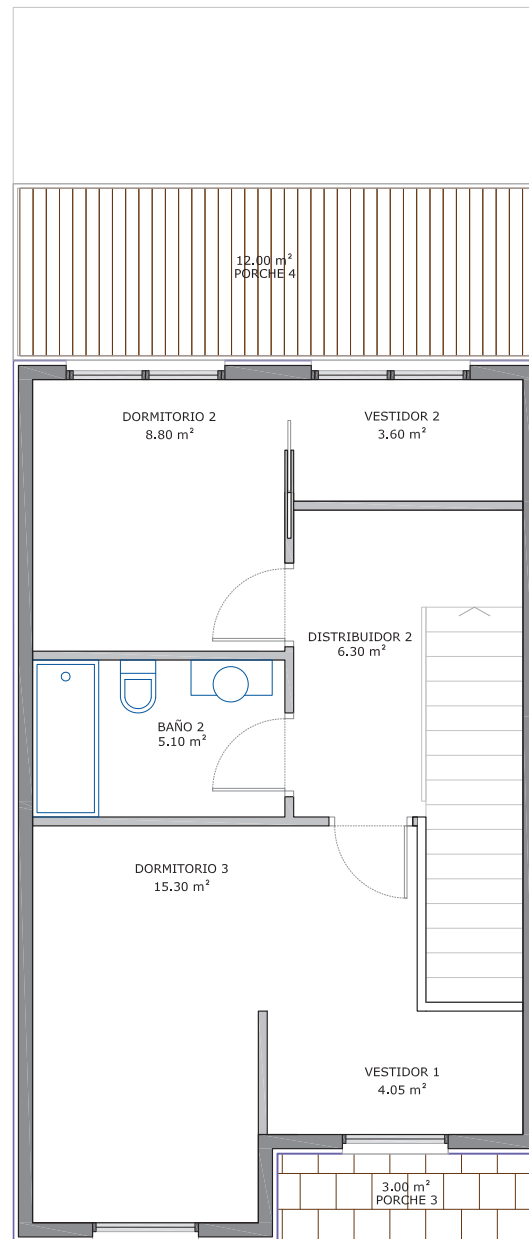 12.00 m²
PORCHE 4
DORMITORIO 2
8.80 m²
VESTIDOR 2
3.60 m²
DISTRIBUIDOR 2
6.30 m²
BAÑO 2
5.10 m²
DORMITORIO 3
15.30 m²
VESTIDOR 1
4.05 m²
3.00 m²
PORCHE 3